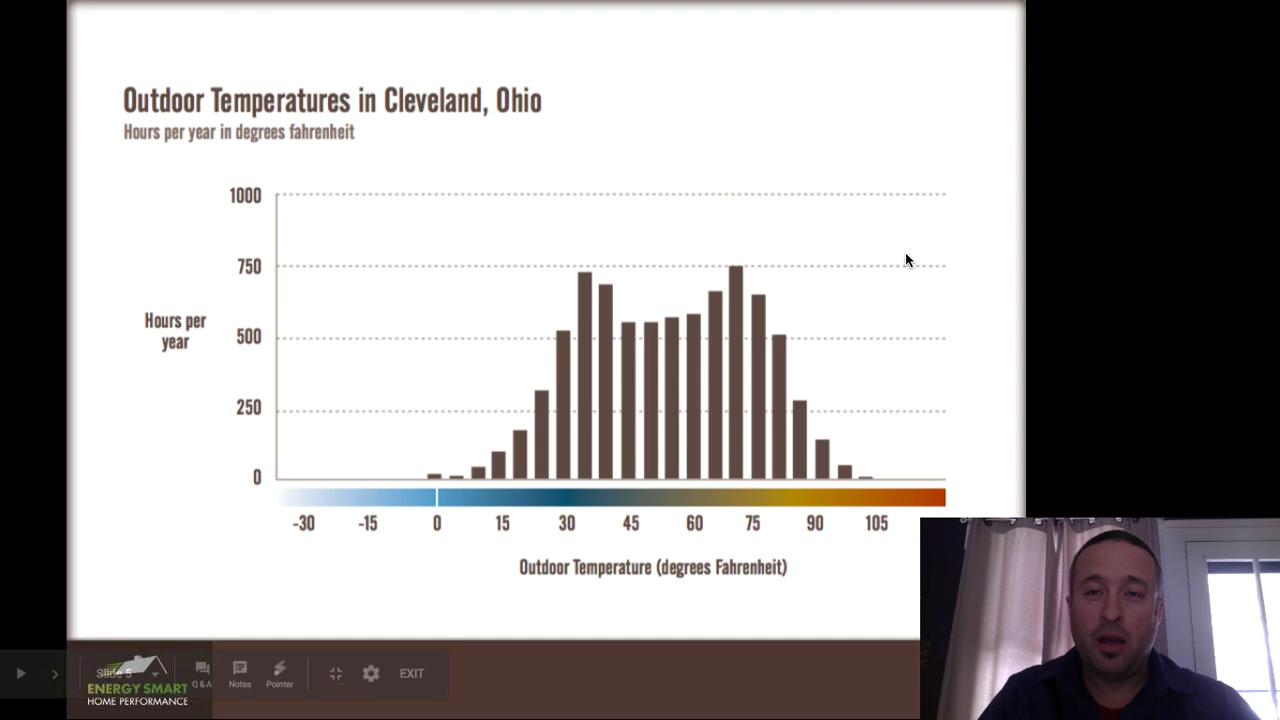 Outdoor Temperatures in Cleveland, Ohio
Hours per year in degrees fahrenheit
1000
750
Hours per
year
500
250
0
-30 -15 0 15 30 45 60 75 90 105
Outdoor Temperature (degrees Fahrenheit)
Slide 5
Q&A Notes Pointer EXIT
ENERGY SMART
HOME PERFORMANCE